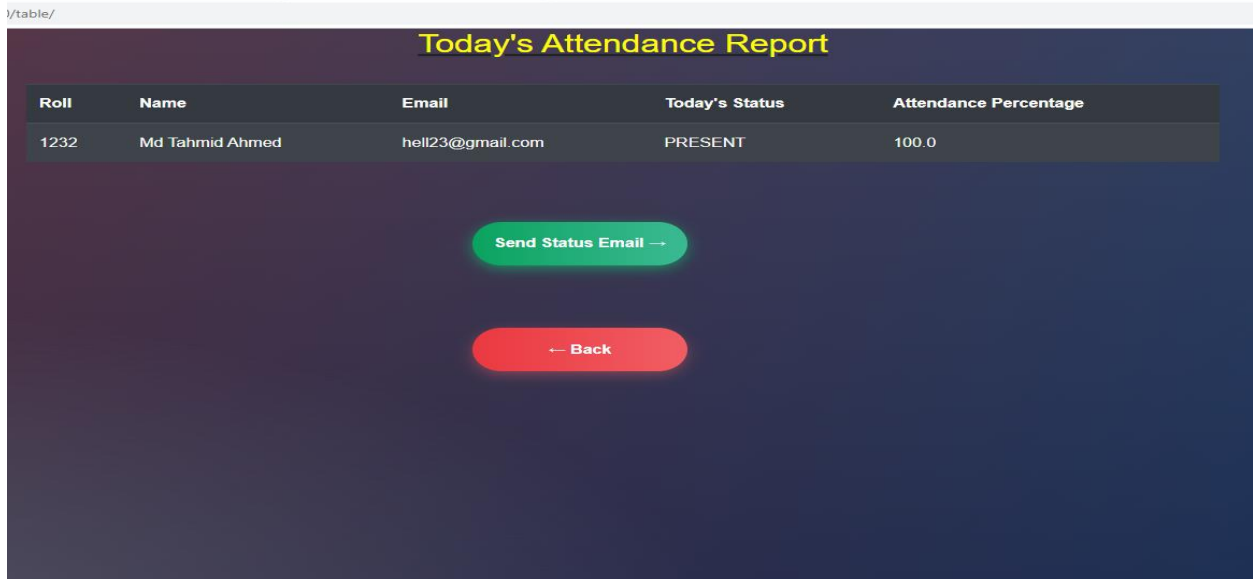 0/table/
Today's Attendance Report
Roll Name Email Today's Status Attendance Percentage
1232 Md Tahmid Ahmed hell23@gmail.com PRESENT 100.0
Send Status Email →
← Back